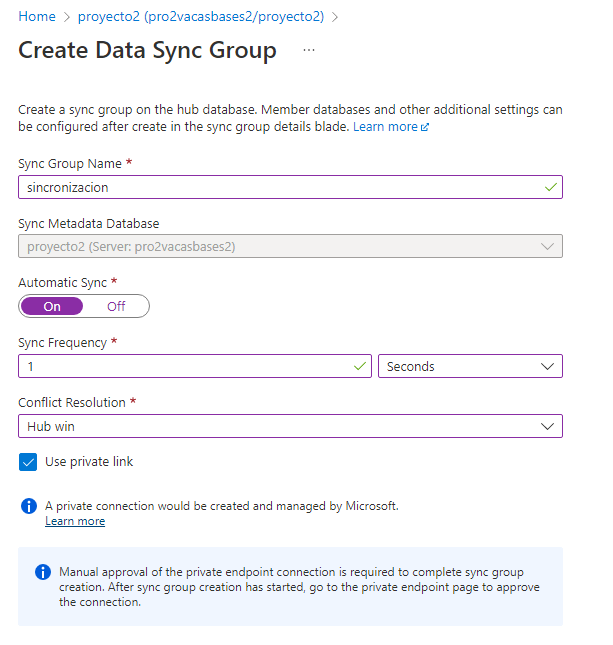 Home > proyecto2 (pro2vacasbases2/proyecto2) >
Create Data Sync Group ...
Create a sync group on the hub database. Member databases and other additional settings can
be configured after create in the sync group details blade. Learn more
Sync Group Name *
sincronizacion
Sync Metadata Database
proyecto2 (Server: pro2vacasbases2)
Automatic Sync *
On Off
Sync Frequency *
1 Seconds
Conflict Resolution *
Hub win
Use private link
A private connection would be created and managed by Microsoft.
Learn more
Manual approval of the private endpoint connection is required to complete sync group
creation. After sync group creation has started, go to the private endpoint page to approve
the connection.